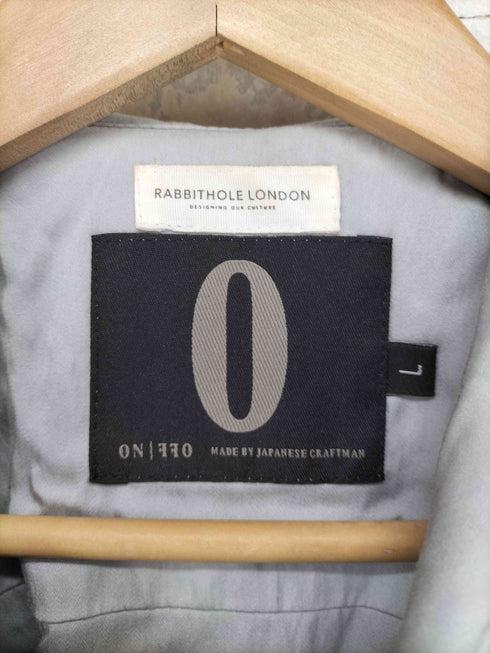 RABBITHOLE LONDON
DESIGNING OUR CULTURE
0
ON | OFF MADE BY JAPANESE CRAFTMAN
L